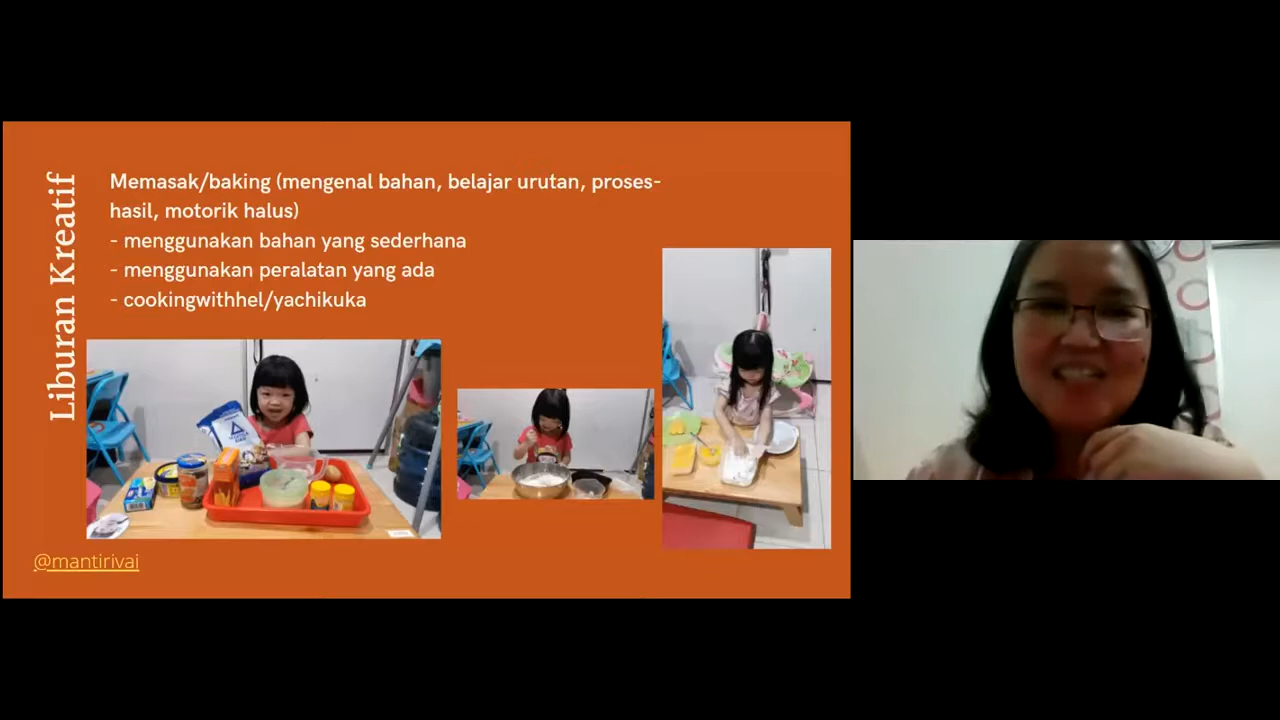 Liburan Kreatif
Memasak/baking (mengenal bahan, belajar urutan, proses-
hasil, motorik halus)
- menggunakan bahan yang sederhana
- menggunakan peralatan yang ada
- cookingwithhel/yachikuka
@mantirivai